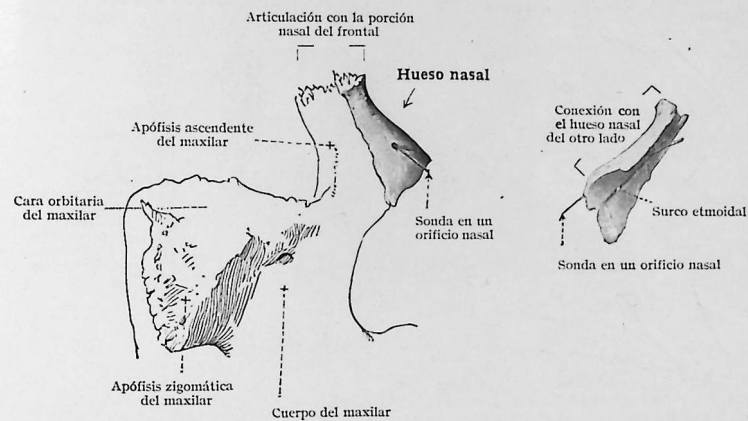 Articulación con la porción
nasal del frontal
Hueso nasal
Apófisis ascendente
del maxilar
Cara orbitaria
del maxilar
Sonda en un
orificio nasal
Apófisis zigomática
del maxilar
Cuerpo del maxilar
Conexión con
el hueso nasal
del otro lado
Surco etmoidal
Sonda en un orificio nasal